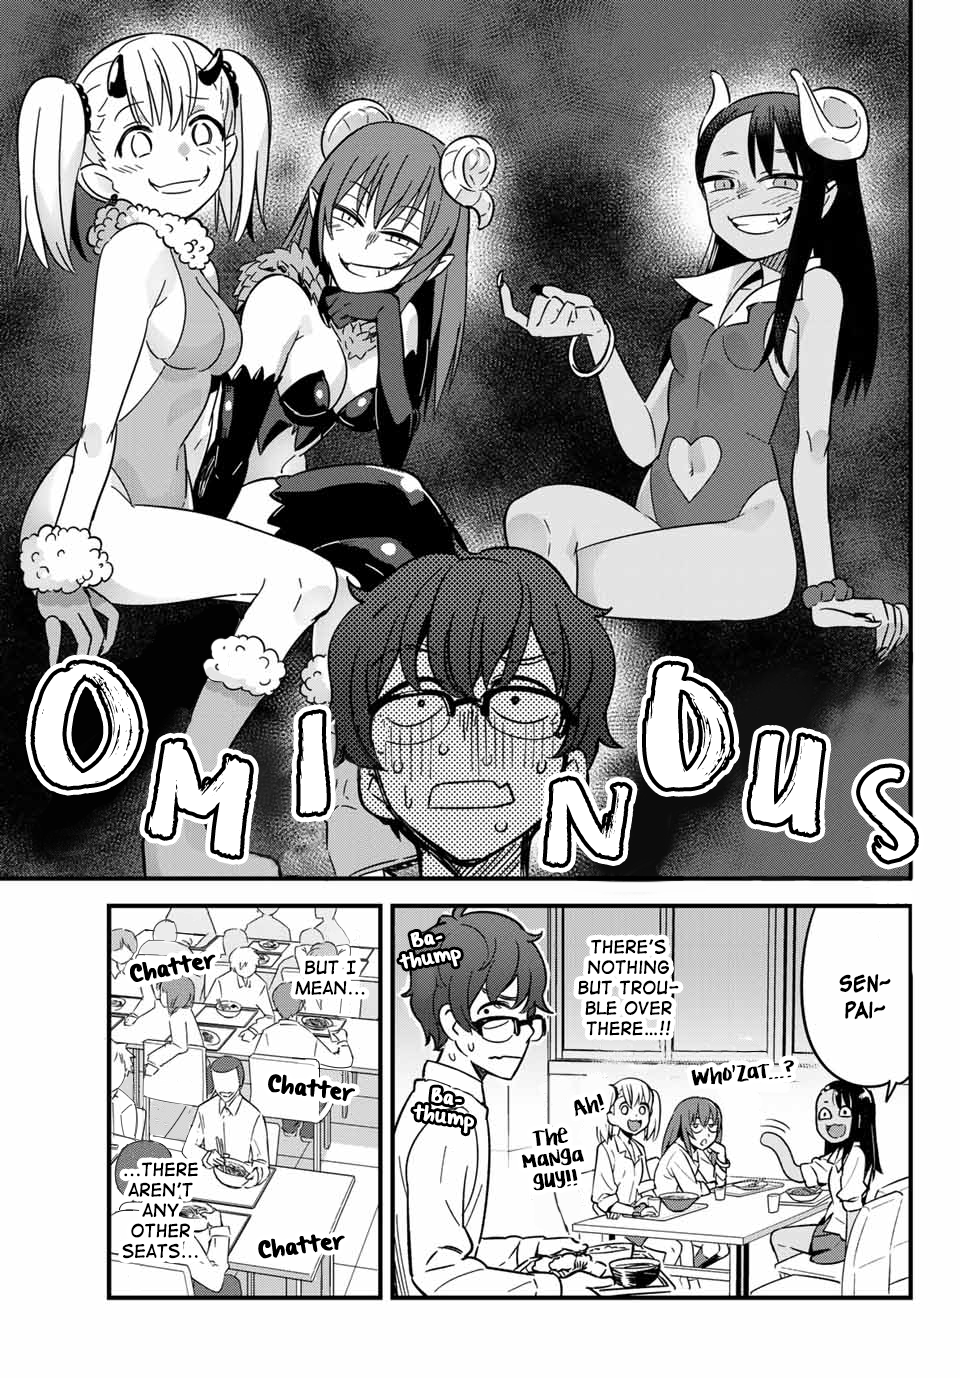 OMINOUS
SEN~
PAI~
WHO'ZAT...?
THERE'S
NOTHING
BUT TROU-
BLE OVER
THERE...!!
Ba-
thump
Ba-
thump
Ah!
The
manga
guy!!
BUT I
MEAN...
Chatter
Chatter
...THERE
AREN'T
ANY
OTHER
SEATS...
Chatter